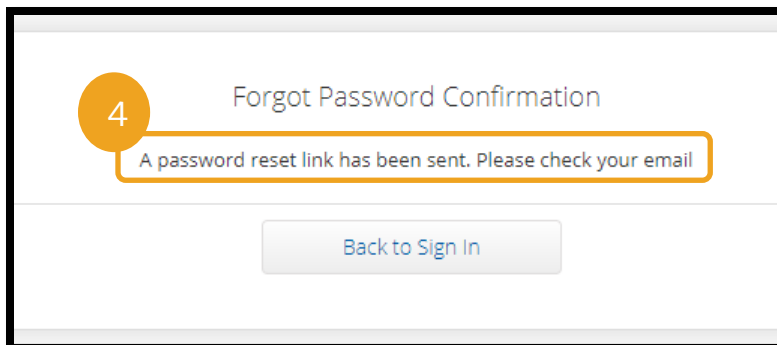 Forgot Password Confirmation
4
A password reset link has been sent. Please check your email
Back to Sign In